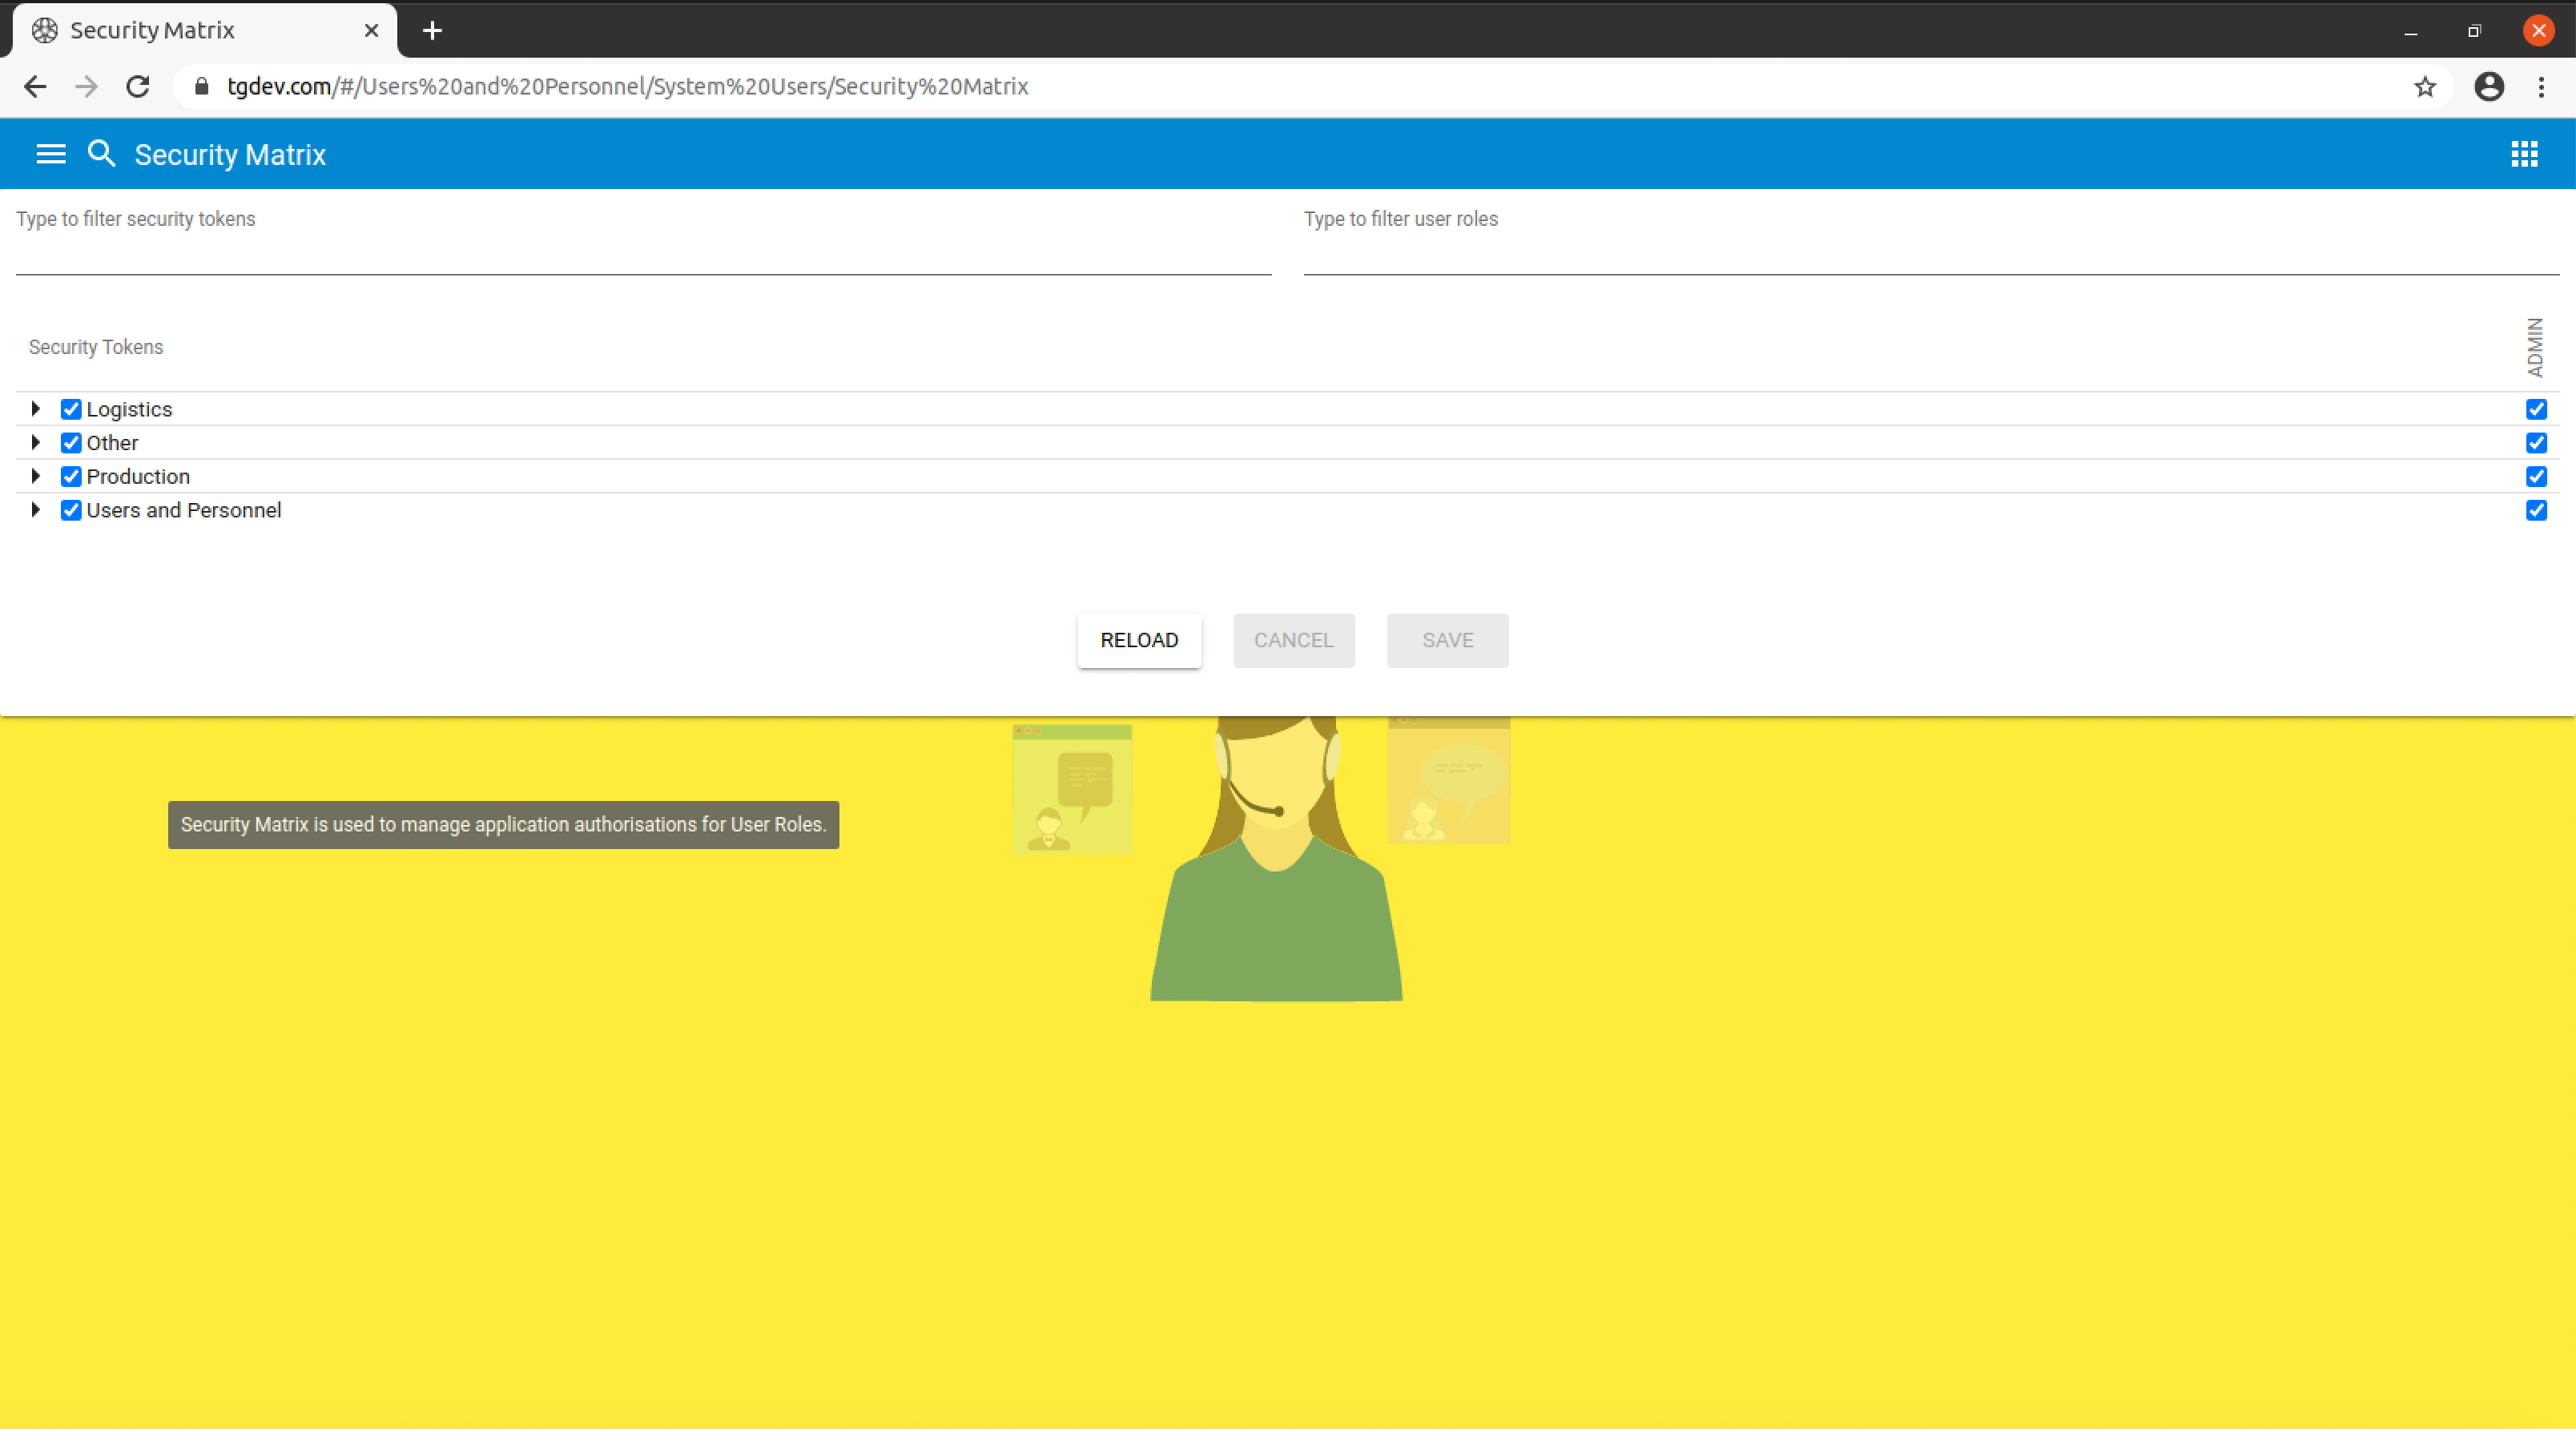 Security Matrix
tgdev.com/#/Users%20and%20Personnel/System%20Users/Security%20Matrix
Security Matrix
Type to filter security tokens
Type to filter user roles
Security Tokens
ADMIN
Logistics
Other
Production
Users and Personnel
RELOAD
CANCEL
SAVE
Security Matrix is used to manage application authorisations for User Roles.